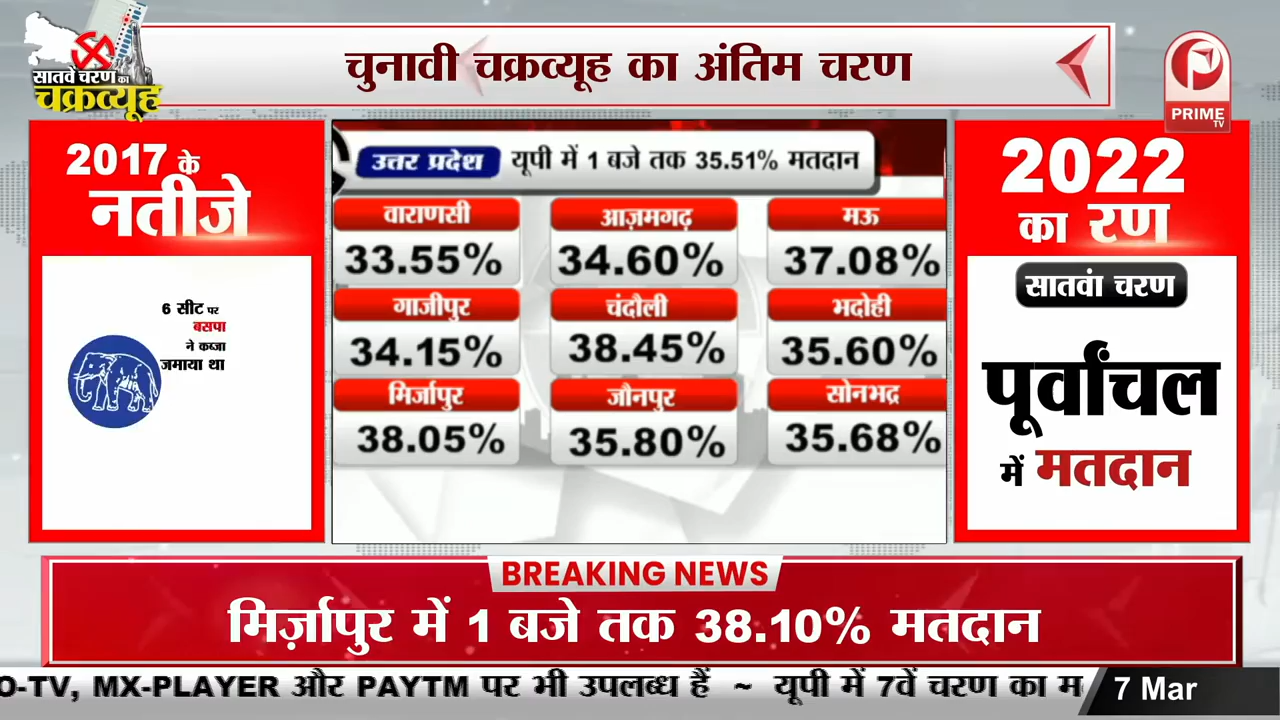 सातवें चरण का
चक्रव्यूह
चुनावी चक्रव्यूह का अंतिम चरण
PRIME
TV
2017 के
नतीजे
6 सीट पर
बसपा
ने कब्जा
जमाया था
उत्तर प्रदेश यूपी में 1 बजे तक 35.51% मतदान
वाराणसी आज़मगढ़ मऊ
33.55% 34.60% 37.08%
गाजीपुर चंदौली भदोही
34.15% 38.45% 35.60%
मिर्जापुर जौनपुर सोनभद्र
38.05% 35.80% 35.68%
2022
का रण
सातवां चरण
पूर्वांचल
में मतदान
BREAKING NEWS
मिर्ज़ापुर में 1 बजे तक 38.10% मतदान
O-TV, MX-PLAYER और PAYTM पर भी उपलब्ध हैं ~ यूपी में 7वें चरण का म
7 Mar